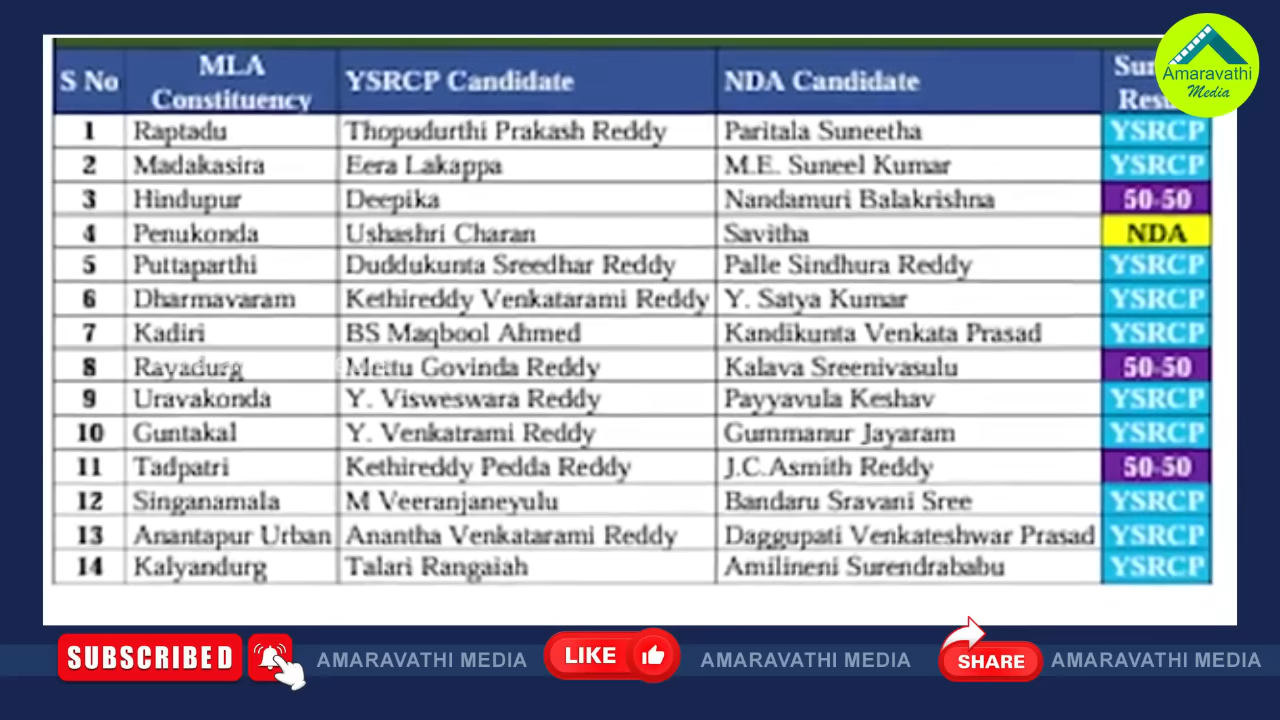 Amaravathi
Media
S No MLA Constituency YSRCP Candidate NDA Candidate
1 Raptadu Thopudurthi Prakash Reddy Paritala Suneetha YSRCP
2 Madakasira Eera Lakappa M.E. Suneel Kumar YSRCP
3 Hindupur Deepika Nandamuri Balakrishna 50-50
4 Penukonda Ushashri Charan Savitha NDA
5 Puttaparthi Duddukunta Sreedhar Reddy Palle Sindhura Reddy YSRCP
6 Dharmavaram Kethireddy Venkatarami Reddy Y. Satya Kumar YSRCP
7 Kadiri BS Maqbool Ahmed Kandikunta Venkata Prasad YSRCP
8 Rayadurg Mettu Govinda Reddy Kalava Sreenivasulu 50-50
9 Uravakonda Y. Visweswara Reddy Payyavula Keshav YSRCP
10 Guntakal Y. Venkatrami Reddy Gummanur Jayaram YSRCP
11 Tadpatri Kethireddy Pedda Reddy J.C.Asmith Reddy 50-50
12 Singanamala M Veeranjaneyulu Bandaru Sravani Sree YSRCP
13 Anantapur Urban Anantha Venkatarami Reddy Daggupati Venkateshwar Prasad YSRCP
14 Kalyandurg Talari Rangaiah Amilineni Surendrababu YSRCP
SUBSCRIBED AMARAVATHI MEDIA LIKE AMARAVATHI MEDIA SHARE AMARAVATHI MEDIA